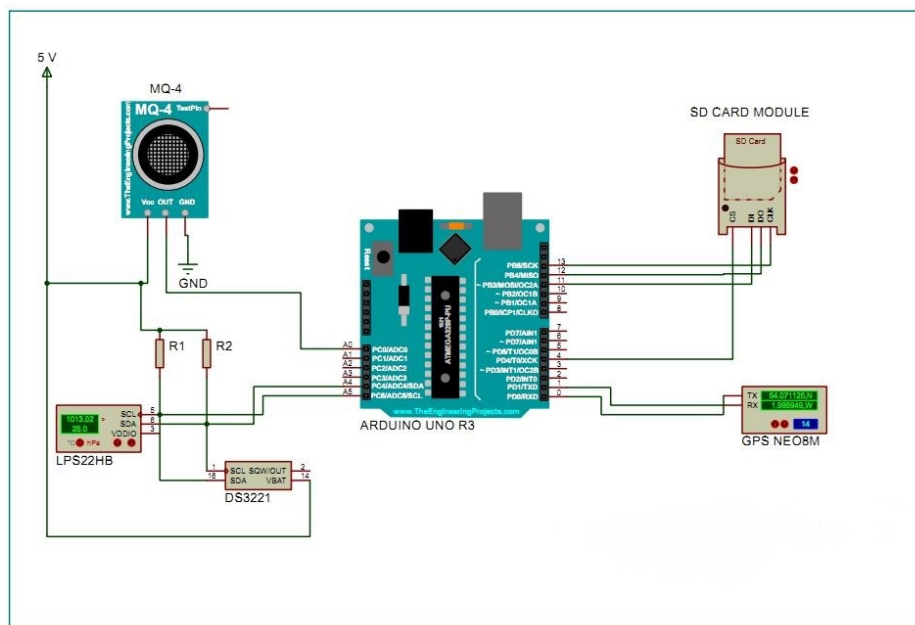 5 V
MQ-4
MQ-4
TestPin
www.TheEngineeringProjects.com
Vcc OUT GND
GND
SD CARD MODULE
SD Card
CS DI DO CLK
Reset
PB5/SCK 13
PB4/MISO 12
~ PB3/MOSI/OC2A 11
~ PB2/OC1B 10
~ PB1/OC1A 9
PB0/ICP1/CLKO 8
PD7/AIN1 7
~ PD7/AIN1 6
~ PD5/T1/OC0B 5
PD4/T0/XCK 4
~ PD3/INT1/OC2B 3
PD2/INT0 2
PD1/TXD 1
PD0/RXD 0
ATMEGA328P-PU
A0 PC0/ADC0
A1 PC1/ADC1
A2 PC2/ADC2
A3 PC3/ADC3
A4 PC4/ADC4/SDA
A5 PC5/ADC5/SCL
www.TheEngineeringProjects.com
ARDUINO UNO R3
R1
R2
1013.02
25.0
°C hPa
SCL 5
SDA 6
VDDIO 3
LPS22HB
1 SCL SQW/OUT 2
16 SDA VBAT 14
DS3221
TX
RX
54.071125,N
1.995949,W
14
GPS NEO8M